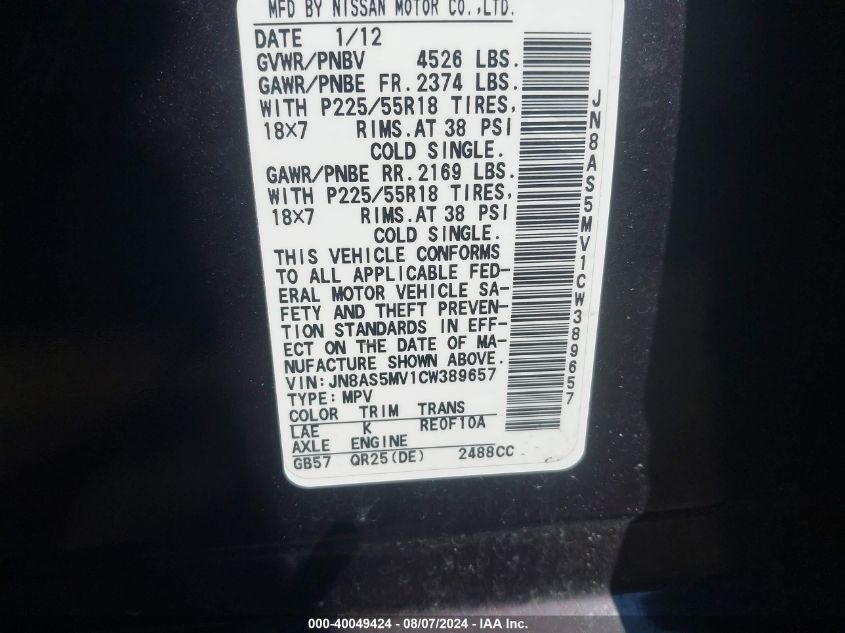 MFD BY NISSAN MOTOR CO.,LTD.
DATE 1/12
GVWR/PNBV 4526 LBS.
GAWR/PNBE FR.2374 LBS.
WITH P225/55R18 TIRES,
18X7 RIMS.AT 38 PSI
COLD SINGLE.
GAWR/PNBE RR.2169 LBS.
WITH P225/55R18 TIRES,
18X7 RIMS.AT 38 PSI
COLD SINGLE.
THIS VEHICLE CONFORMS
TO ALL APPLICABLE FED-
ERAL MOTOR VEHICLE SA-
FETY AND THEFT PREVEN-
TION STANDARDS IN EFF-
ECT ON THE DATE OF MA-
NUFACTURE SHOWN ABOVE.
VIN:JN8AS5MV1CW389657
TYPE:MPV
COLOR TRIM TRANS
LAE K RE0F10A
AXLE ENGINE
GB57 QR25(DE) 2488CC
JN8AS5MV1CW389657
000-40049424 — 08/07/2024 — IAA Inc.